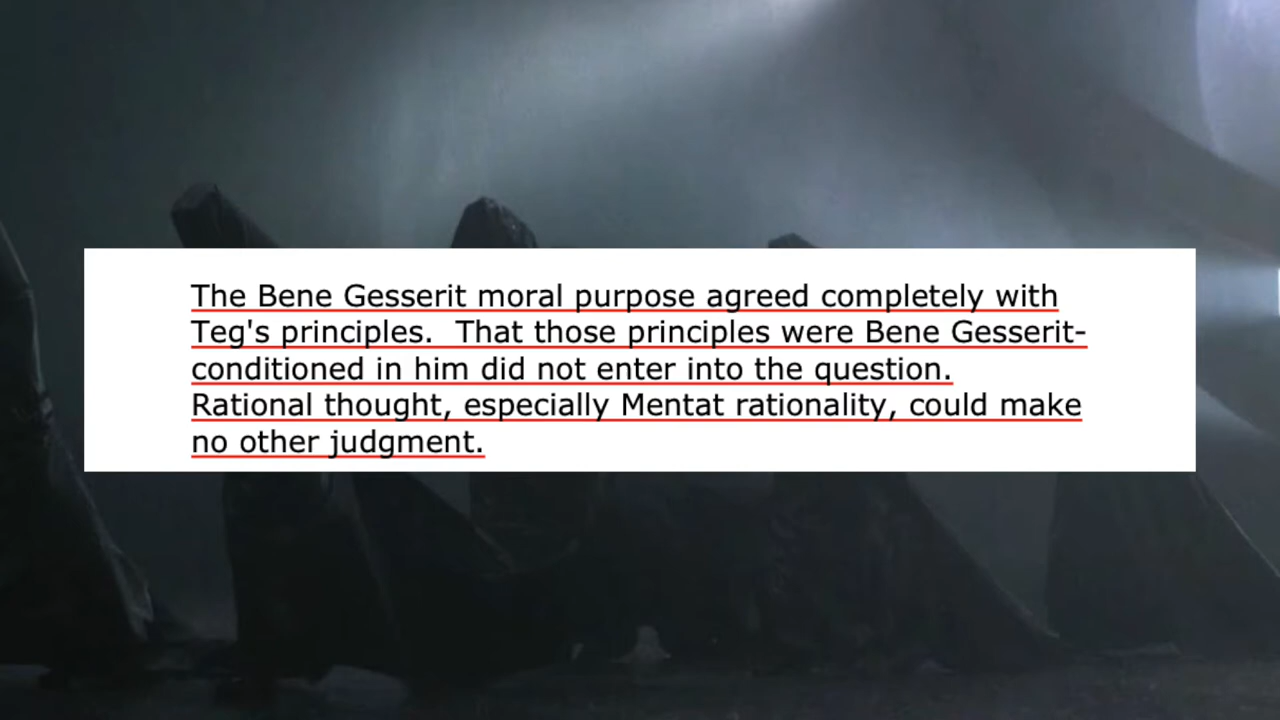 The Bene Gesserit moral purpose agreed completely with
Teg's principles.  That those principles were Bene Gesserit-
conditioned in him did not enter into the question.
Rational thought, especially Mentat rationality, could make
no other judgment.